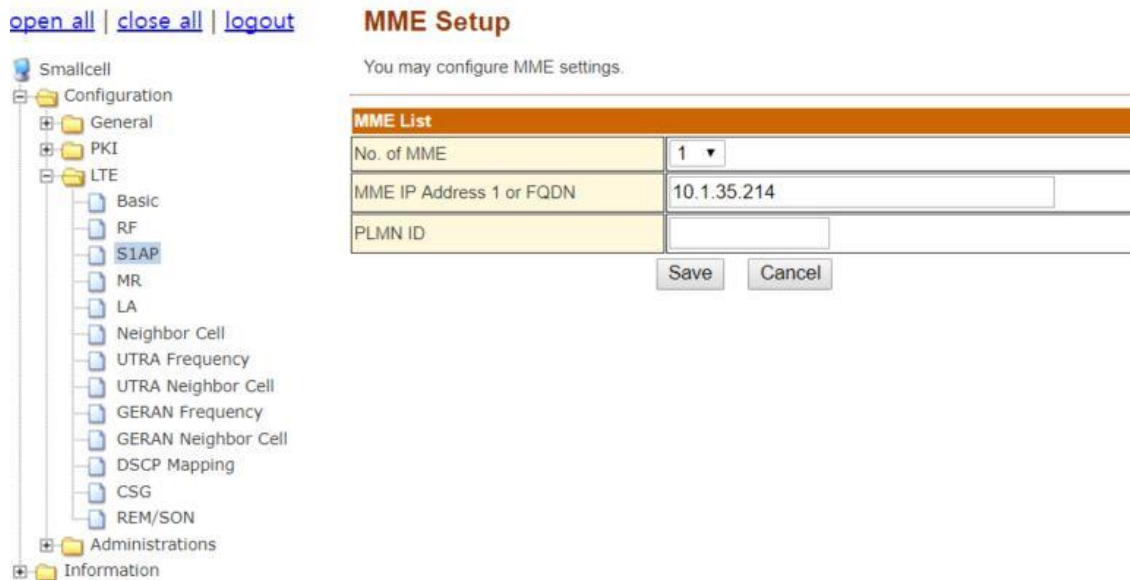 open all | close all | logout
Smallcell
Configuration
General
PKI
LTE
Basic
RF
S1AP
MR
LA
Neighbor Cell
UTRA Frequency
UTRA Neighbor Cell
GERAN Frequency
GERAN Neighbor Cell
DSCP Mapping
CSG
REM/SON
Administrations
Information
MME Setup
You may configure MME settings.
MME List
No. of MME 1
MME IP Address 1 or FQDN 10.1.35.214
PLMN ID
Save Cancel